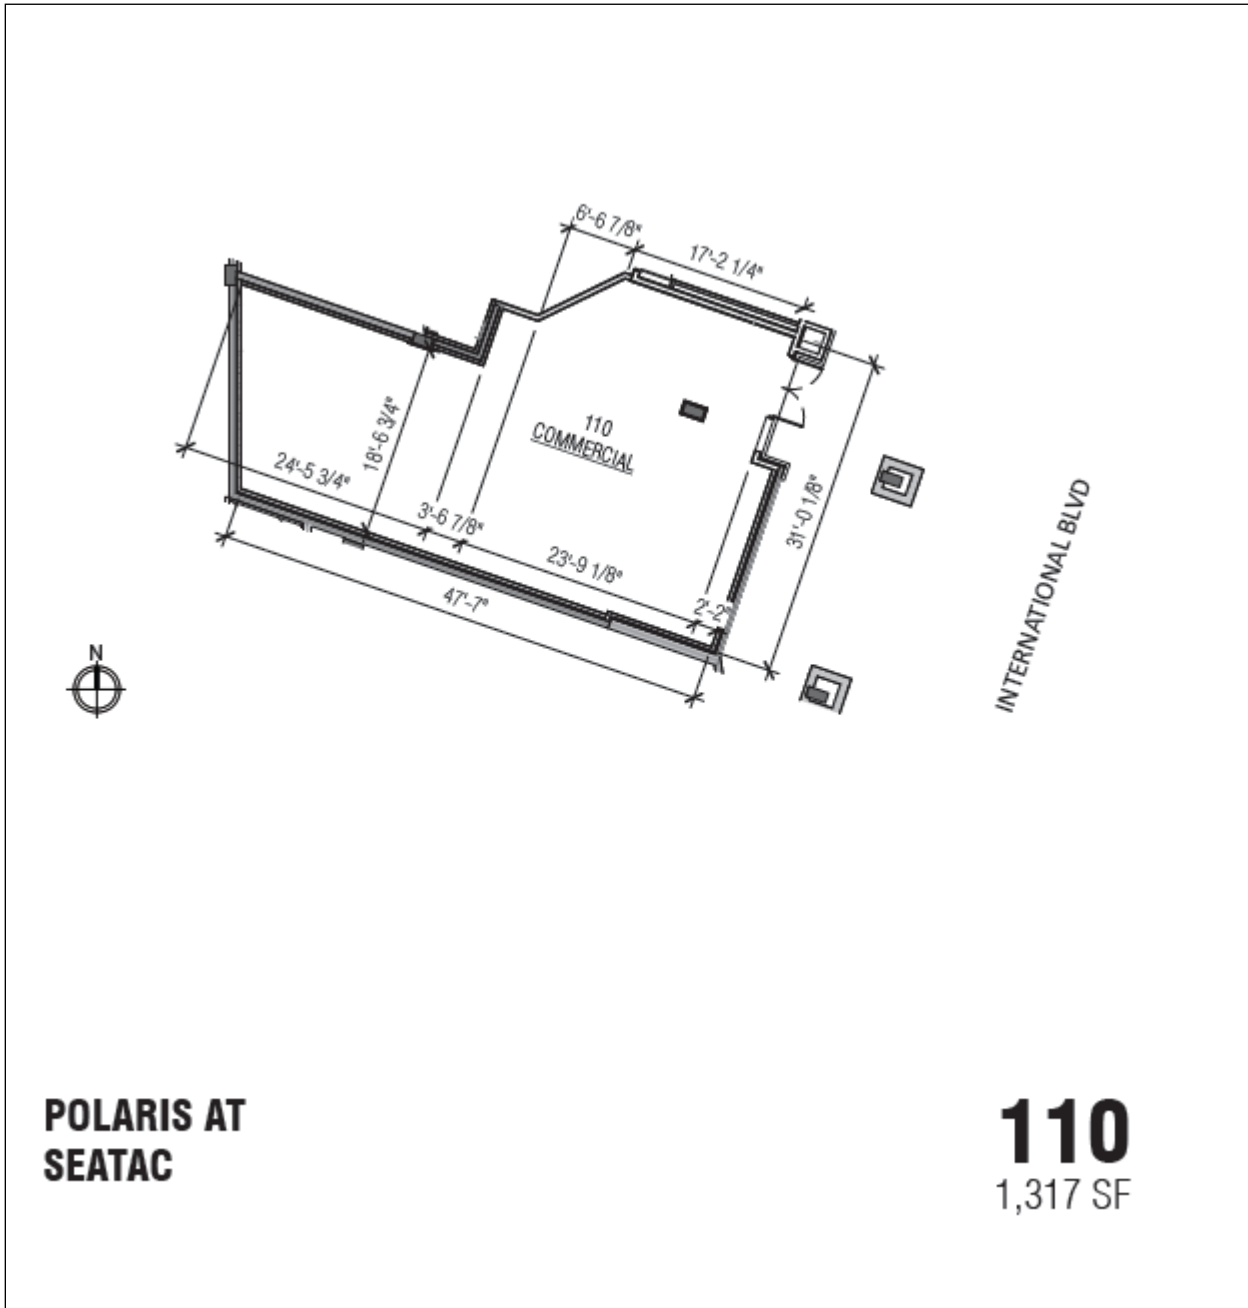 6'-6 7/8"
17'-2 1/4"
110
COMMERCIAL
18'-6 3/4"
24'-5 3/4"
3'-6 7/8"
23'-9 1/8"
31'-0 1/8"
2'-2"
47'-7"
INTERNATIONAL BLVD
N
POLARIS AT
SEATAC
110
1,317 SF